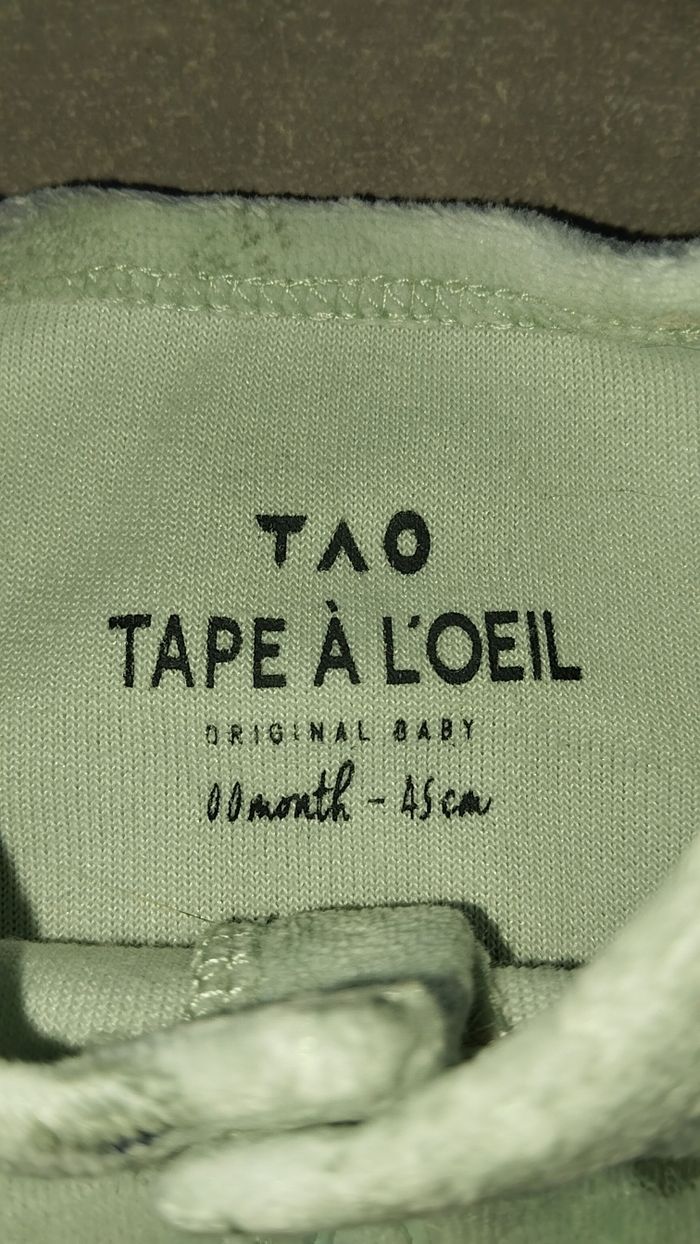 TAO
TAPE À L'OEIL
ORIGINAL BABY
00month - 45cm